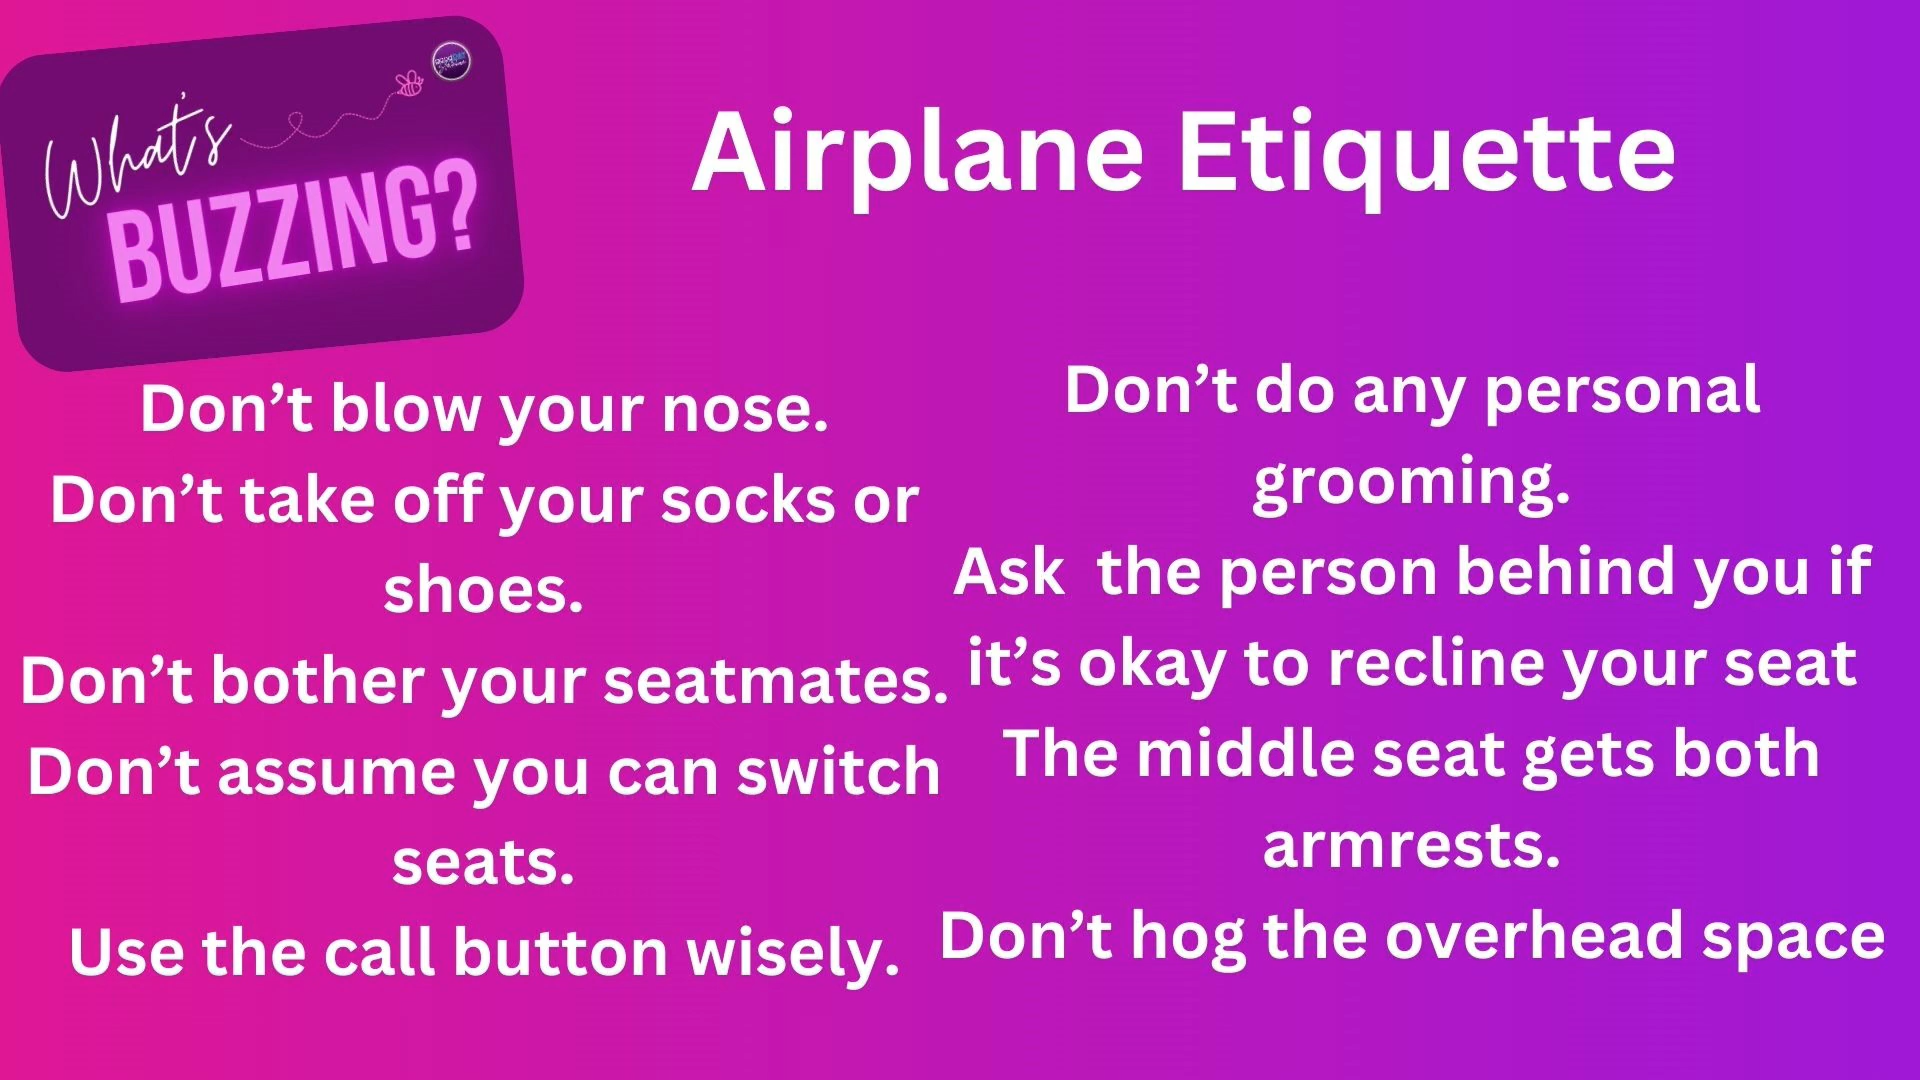 What's
BUZZING?
Airplane Etiquette
Don’t blow your nose.
Don’t take off your socks or
shoes.
Don’t bother your seatmates.
Don’t assume you can switch
seats.
Use the call button wisely.
Don’t do any personal
grooming.
Ask  the person behind you if
it’s okay to recline your seat
The middle seat gets both
armrests.
Don’t hog the overhead space